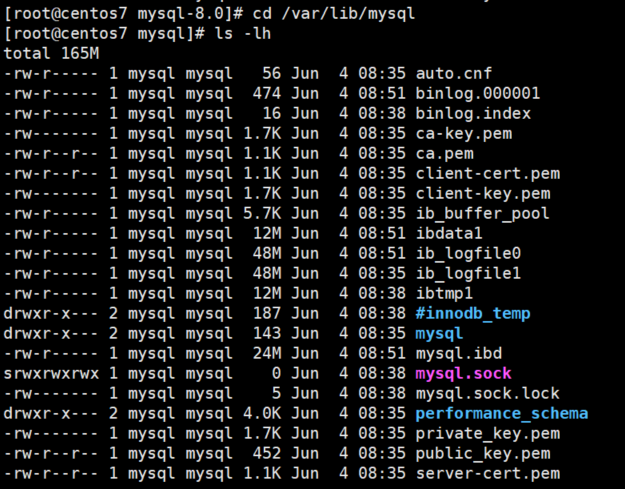 [root@centos7 mysql-8.0]# cd /var/lib/mysql
[root@centos7 mysql]# ls -lh
total 165M
-rw-r----- 1 mysql mysql   56 Jun  4 08:35 auto.cnf
-rw-r----- 1 mysql mysql  474 Jun  4 08:51 binlog.000001
-rw-r----- 1 mysql mysql   16 Jun  4 08:38 binlog.index
-rw------- 1 mysql mysql 1.7K Jun  4 08:35 ca-key.pem
-rw-r--r-- 1 mysql mysql 1.1K Jun  4 08:35 ca.pem
-rw-r--r-- 1 mysql mysql 1.1K Jun  4 08:35 client-cert.pem
-rw------- 1 mysql mysql 1.7K Jun  4 08:35 client-key.pem
-rw-r----- 1 mysql mysql 5.7K Jun  4 08:35 ib_buffer_pool
-rw-r----- 1 mysql mysql  12M Jun  4 08:51 ibdata1
-rw-r----- 1 mysql mysql  48M Jun  4 08:51 ib_logfile0
-rw-r----- 1 mysql mysql  48M Jun  4 08:35 ib_logfile1
-rw-r----- 1 mysql mysql  12M Jun  4 08:38 ibtmp1
drwxr-x--- 2 mysql mysql  187 Jun  4 08:38 #innodb_temp
drwxr-x--- 2 mysql mysql  143 Jun  4 08:35 mysql
-rw-r----- 1 mysql mysql  24M Jun  4 08:51 mysql.ibd
srwxrwxrwx 1 mysql mysql    0 Jun  4 08:38 mysql.sock
-rw------- 1 mysql mysql    5 Jun  4 08:38 mysql.sock.lock
drwxr-x--- 2 mysql mysql 4.0K Jun  4 08:35 performance_schema
-rw------- 1 mysql mysql 1.7K Jun  4 08:35 private_key.pem
-rw-r--r-- 1 mysql mysql  452 Jun  4 08:35 public_key.pem
-rw-r--r-- 1 mysql mysql 1.1K Jun  4 08:35 server-cert.pem